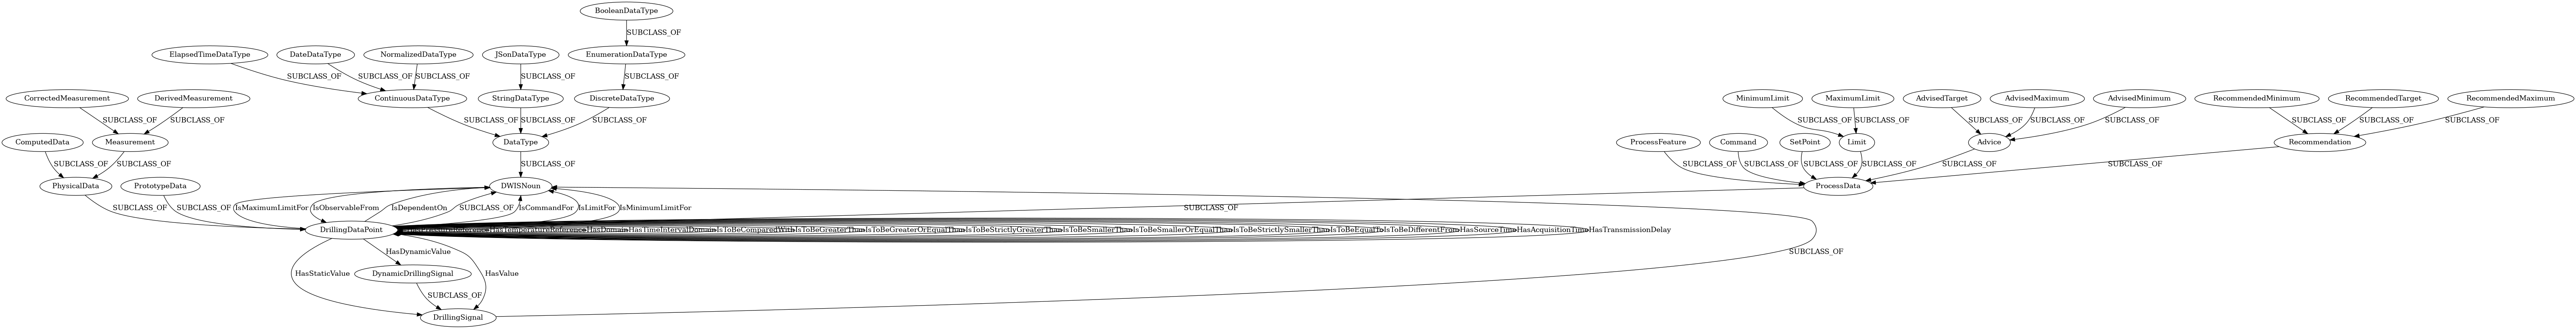 BooleanDataType
SUBCLASS_OF
ElapsedTimeDataType
DateDataType
NormalizedDataType
JSonDataType
EnumerationDataType
SUBCLASS_OF
SUBCLASS_OF
SUBCLASS_OF
SUBCLASS_OF
SUBCLASS_OF
CorrectedMeasurement
DerivedMeasurement
ContinuousDataType
StringDataType
DiscreteDataType
MinimumLimit
MaximumLimit
AdvisedTarget
AdvisedMaximum
AdvisedMinimum
RecommendedMinimum
RecommendedTarget
RecommendedMaximum
SUBCLASS_OF
SUBCLASS_OF
SUBCLASS_OF
SUBCLASS_OF
SUBCLASS_OF
SUBCLASS_OF
SUBCLASS_OF
SUBCLASS_OF
SUBCLASS_OF
SUBCLASS_OF
SUBCLASS_OF
SUBCLASS_OF
SUBCLASS_OF
ComputedData
Measurement
DataType
ProcessFeature
Command
SetPoint
Limit
Advice
Recommendation
SUBCLASS_OF
SUBCLASS_OF
SUBCLASS_OF
SUBCLASS_OF
SUBCLASS_OF
SUBCLASS_OF
SUBCLASS_OF
SUBCLASS_OF
SUBCLASS_OF
PhysicalData
PrototypeData
DWISNoun
ProcessData
SUBCLASS_OF
SUBCLASS_OF
IsMaximumLimitFor
IsObservableFrom
IsDependentOn
SUBCLASS_OF
IsCommandFor
IsLimitFor
IsMinimumLimitFor
SUBCLASS_OF
DrillingDataPoint
HasTemperatureReference
HasDomain
HasTimeIntervalDomain
IsToBeComparedWith
IsToBeGreaterThan
IsToBeGreaterOrEqualThan
IsToBeStrictlyGreaterThan
IsToBeSmallerThan
IsToBeSmallerOrEqualThan
IsToBeStrictlySmallerThan
IsToBeEqualTo
IsToBeDifferentFrom
HasSourceTime
HasAcquisitionTime
HasTransmissionDelay
HasDynamicValue
SUBCLASS_OF
HasStaticValue
DynamicDrillingSignal
HasValue
SUBCLASS_OF
DrillingSignal